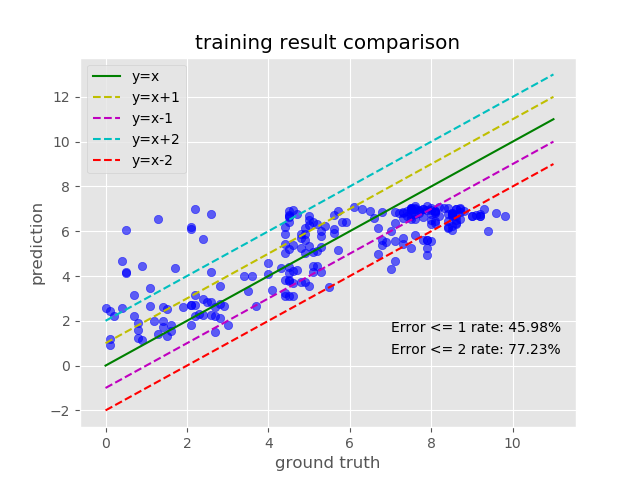 training result comparison
y=x
y=x+1
y=x-1
y=x+2
y=x-2
12
10
8
6
4
2
0
−2
prediction
Error <= 1 rate: 45.98%
Error <= 2 rate: 77.23%
0 2 4 6 8 10
ground truth